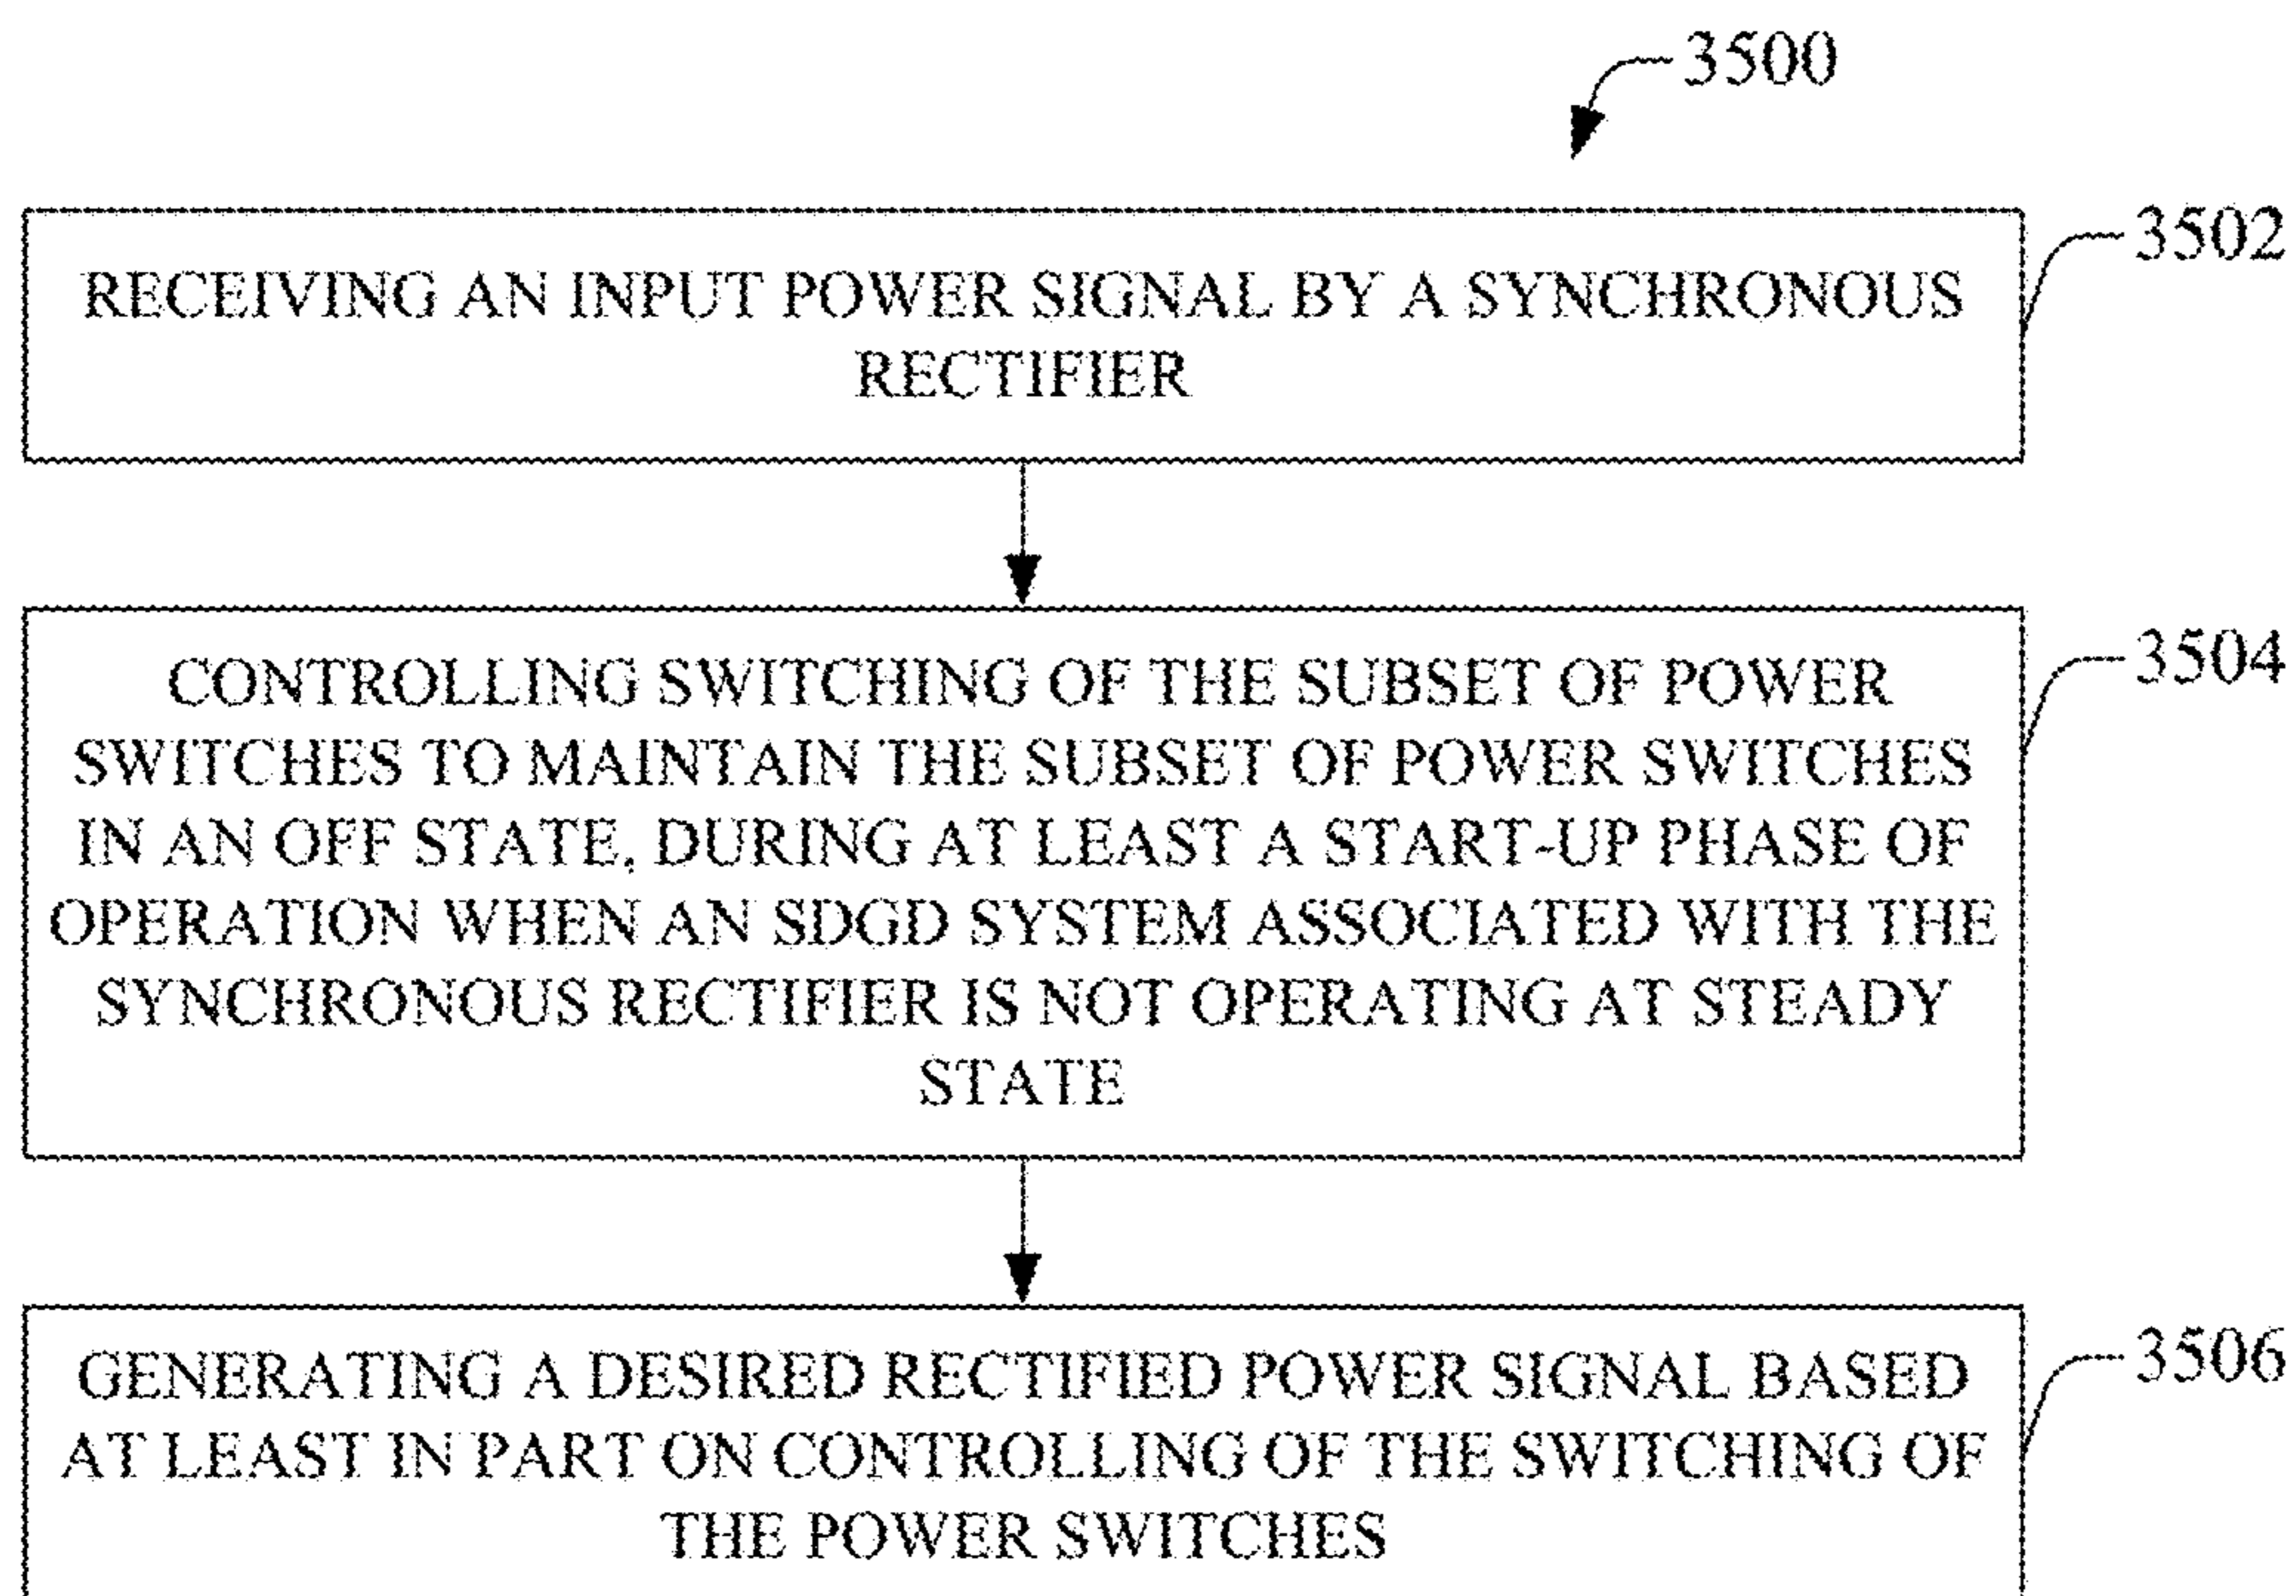 3500
3502
RECEIVING AN INPUT POWER SIGNAL BY A SYNCHRONOUS
RECTIFIER
3504
CONTROLLING SWITCHING OF THE SUBSET OF POWER
SWITCHES TO MAINTAIN THE SUBSET OF POWER SWITCHES
IN AN OFF STATE, DURING AT LEAST A START-UP PHASE OF
OPERATION WHEN AN SDGD SYSTEM ASSOCIATED WITH THE
SYNCHRONOUS RECTIFIER IS NOT OPERATING AT STEADY
STATE
3506
GENERATING A DESIRED RECTIFIED POWER SIGNAL BASED
AT LEAST IN PART ON CONTROLLING OF THE SWITCHING OF
THE POWER SWITCHES